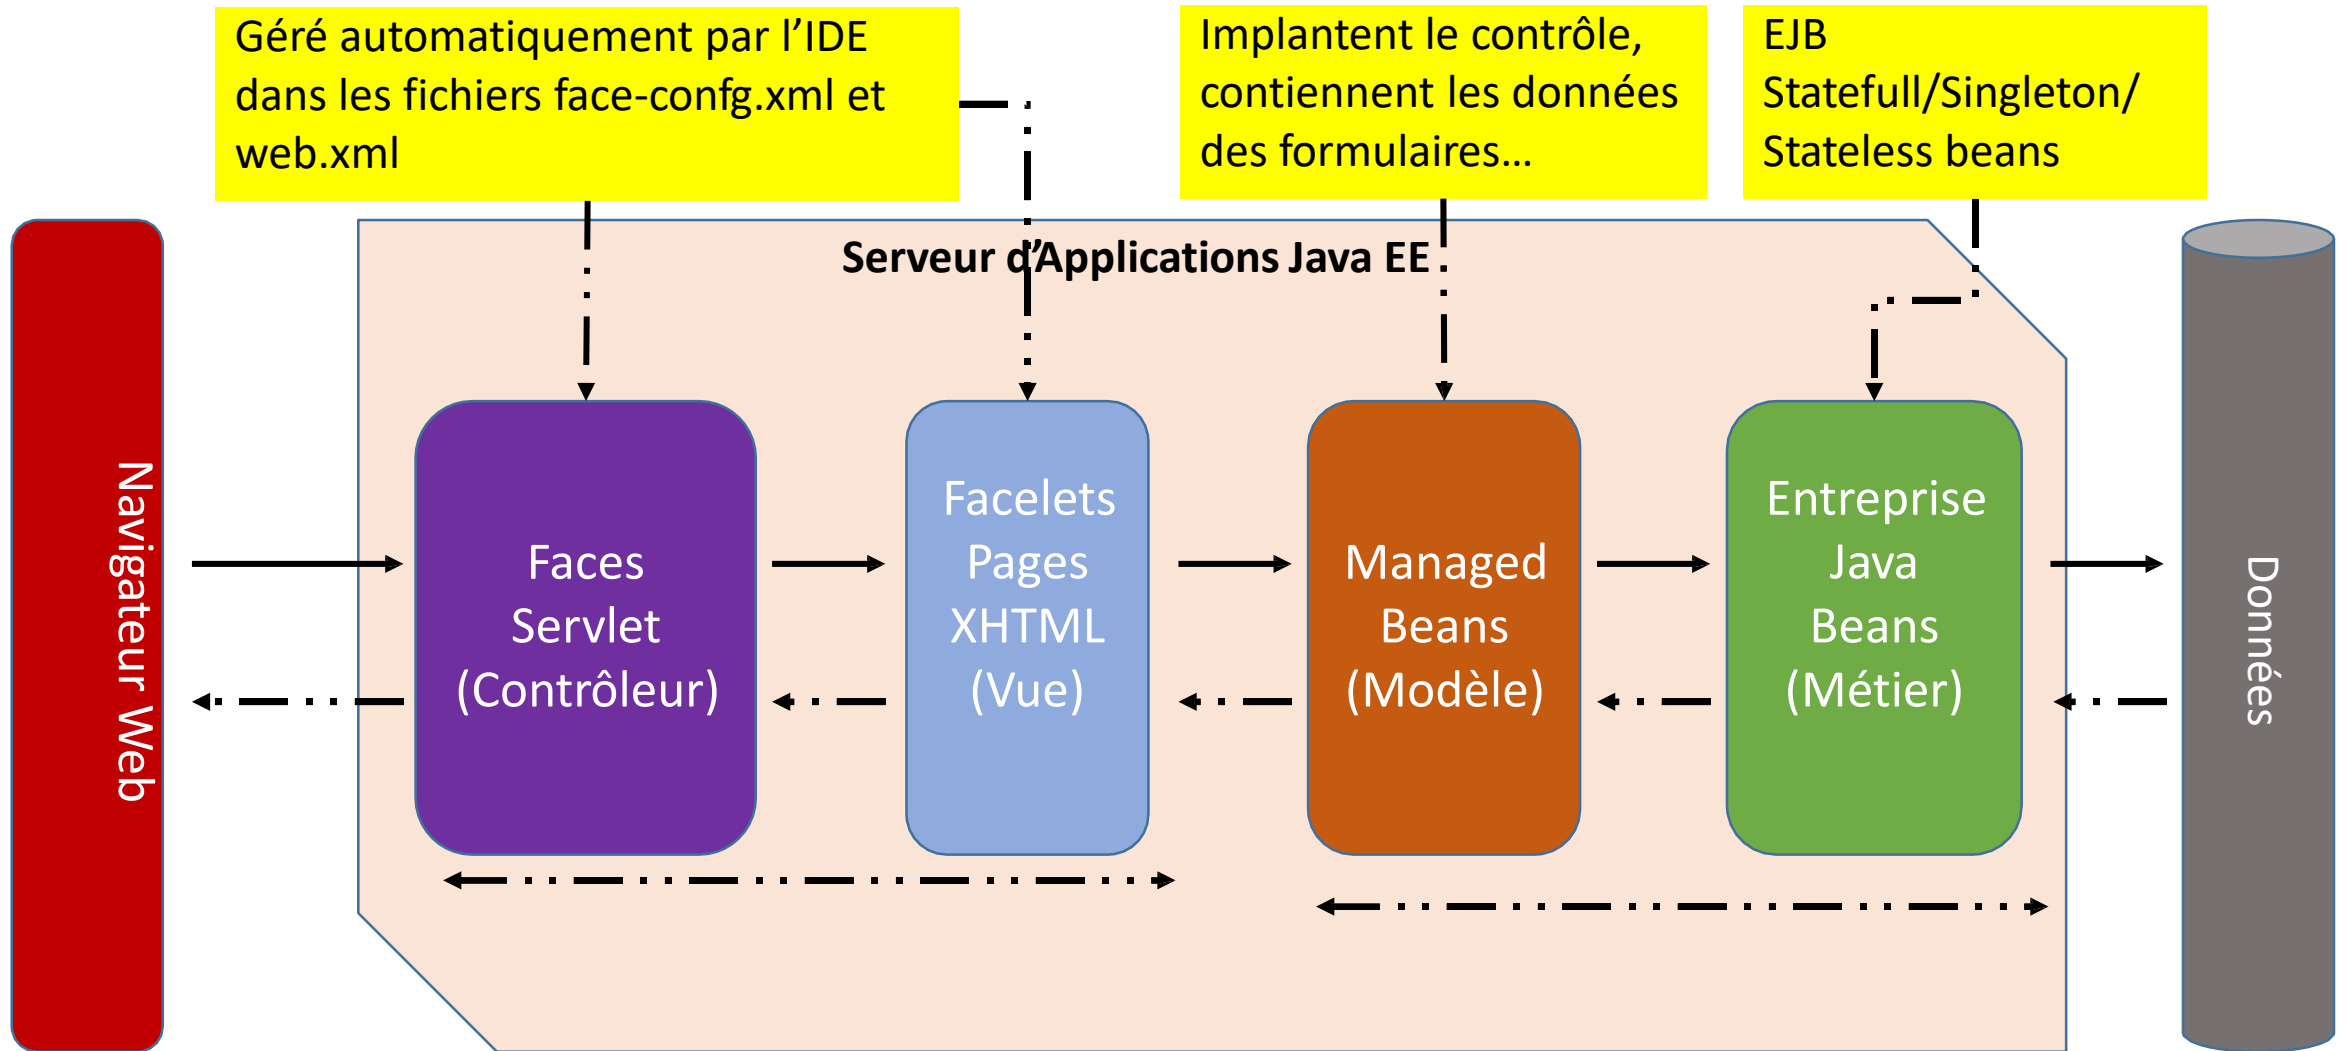 Géré automatiquement par l’IDE
dans les fichiers face-confg.xml et
web.xml
Implantent le contrôle,
contiennent les données
des formulaires…
EJB
Statefull/Singleton/
Stateless beans
Serveur d’Applications Java EE
Navigateur Web
Faces
Servlet
(Contrôleur)
Facelets
Pages
XHTML
(Vue)
Managed
Beans
(Modèle)
Entreprise
Java
Beans
(Métier)
Données